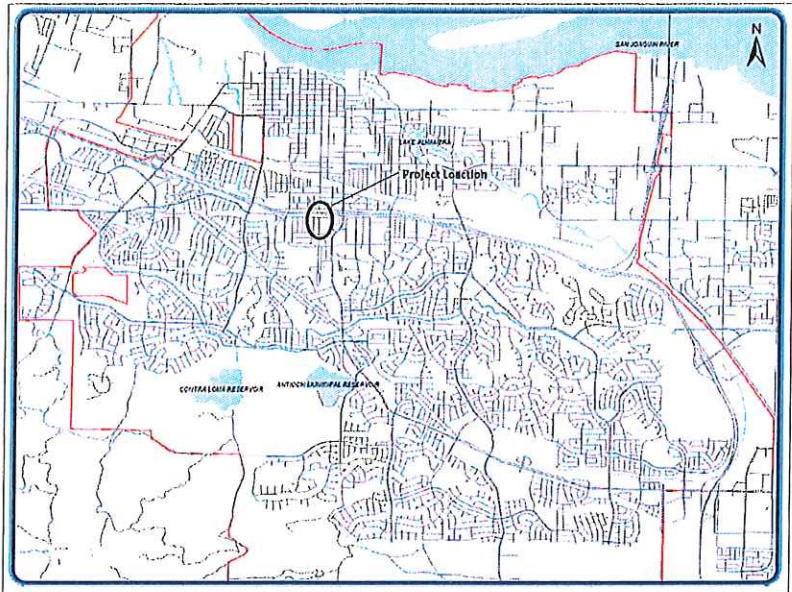 N
SAN JOAQUIN RIVER
LAKE ALHAMBRA
Project Location
CONTRA LOMA RESERVOIR
ANTIOCH MUNICIPAL RESERVOIR